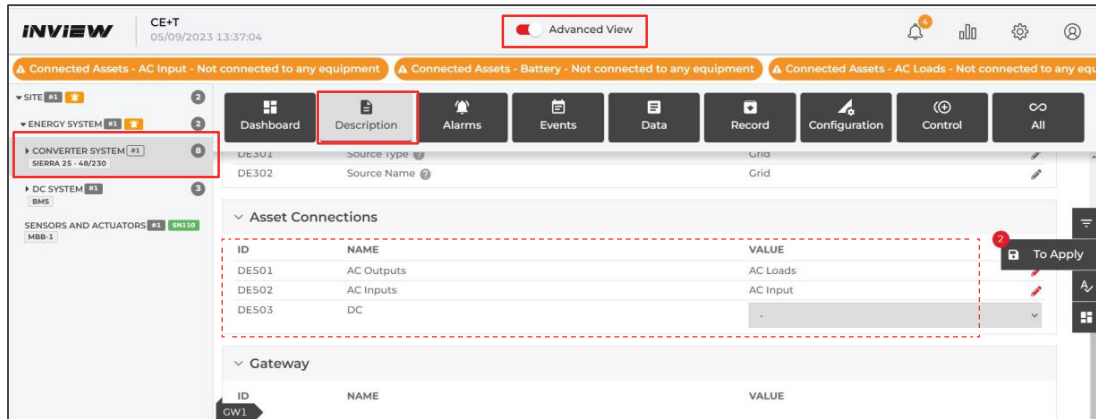 iNViEW
CE+T
05/09/2023 13:37:04
Advanced View
4
Connected Assets - AC Input - Not connected to any equipment
Connected Assets - Battery - Not connected to any equipment
Connected Assets - AC Loads - Not connected to any equ
SITE #1 2
ENERGY SYSTEM #1 2
CONVERTER SYSTEM #1 8
SIERRA 25 - 48/230
DC SYSTEM #1 3
BMS
SENSORS AND ACTUATORS #1 SN110
MBB-1
Dashboard
Description
Alarms
Events
Data
Record
Configuration
Control
All
DE301 Source Type ? Grid
DE302 Source Name ? Grid
Asset Connections
ID NAME VALUE
DE501 AC Outputs AC Loads
DE502 AC Inputs AC Input
DE503 DC -
2
To Apply
Gateway
ID NAME VALUE
GW1